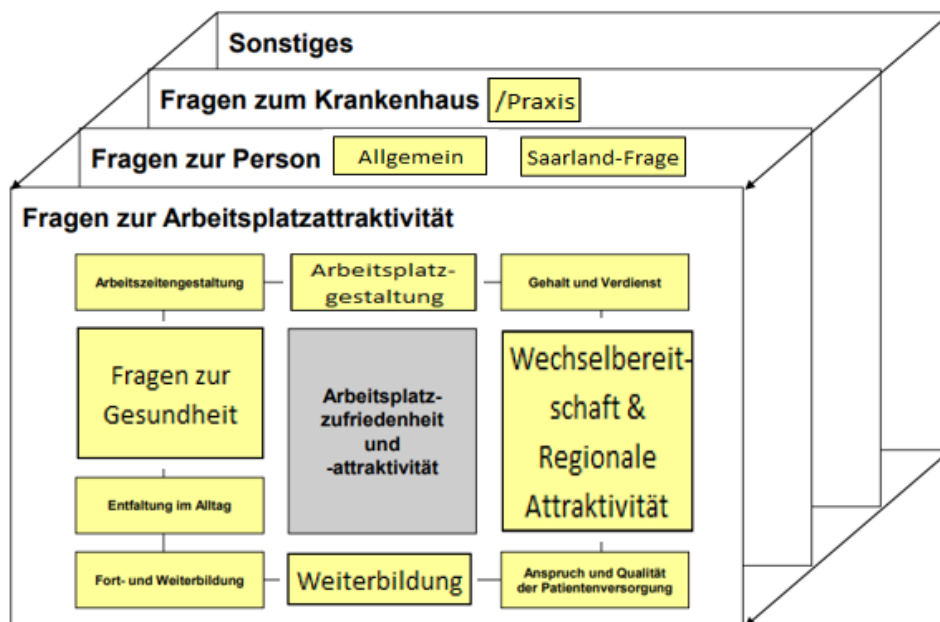 Sonstiges
Fragen zum Krankenhaus /Praxis
Fragen zur Person Allgemein Saarland-Frage
Fragen zur Arbeitsplatzattraktivität
Arbeitszeitengestaltung
Arbeitsplatz-
gestaltung
Gehalt und Verdienst
Fragen zur
Gesundheit
Arbeitsplatz-
zufriedenheit
und
-attraktivität
Wechselbereit-
schaft &
Regionale
Attraktivität
Entfaltung im Alltag
Fort- und Weiterbildung
Weiterbildung
Anspruch und Qualität
der Patientenversorgung